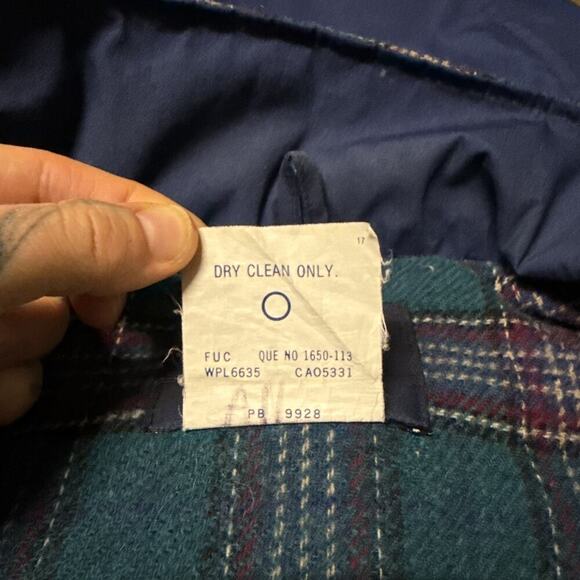 17
DRY CLEAN ONLY.
FUC QUE NO 1650-113
WPL6635 CA05331
PB 9928